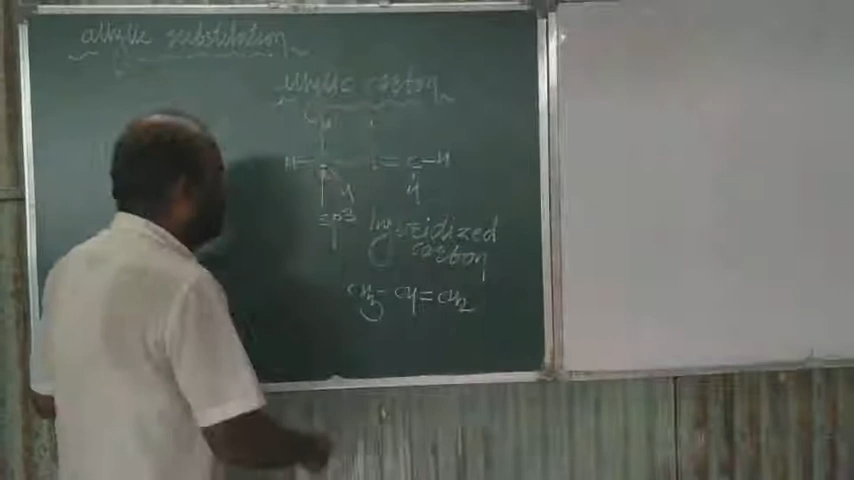 allylic substitution
allylic carbon
H- C = C-H
H H
sp3 hybridized
carbon
CH3- CH=CH2